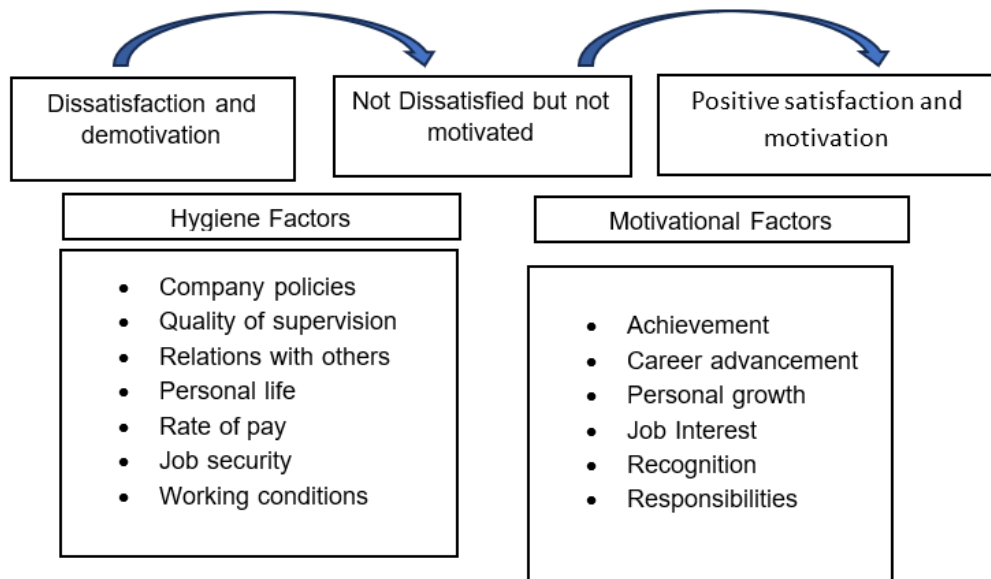 Dissatisfaction and
demotivation
Not Dissatisfied but not
motivated
Positive satisfaction and
motivation
Hygiene Factors
• Company policies
• Quality of supervision
• Relations with others
• Personal life
• Rate of pay
• Job security
• Working conditions
Motivational Factors
• Achievement
• Career advancement
• Personal growth
• Job Interest
• Recognition
• Responsibilities